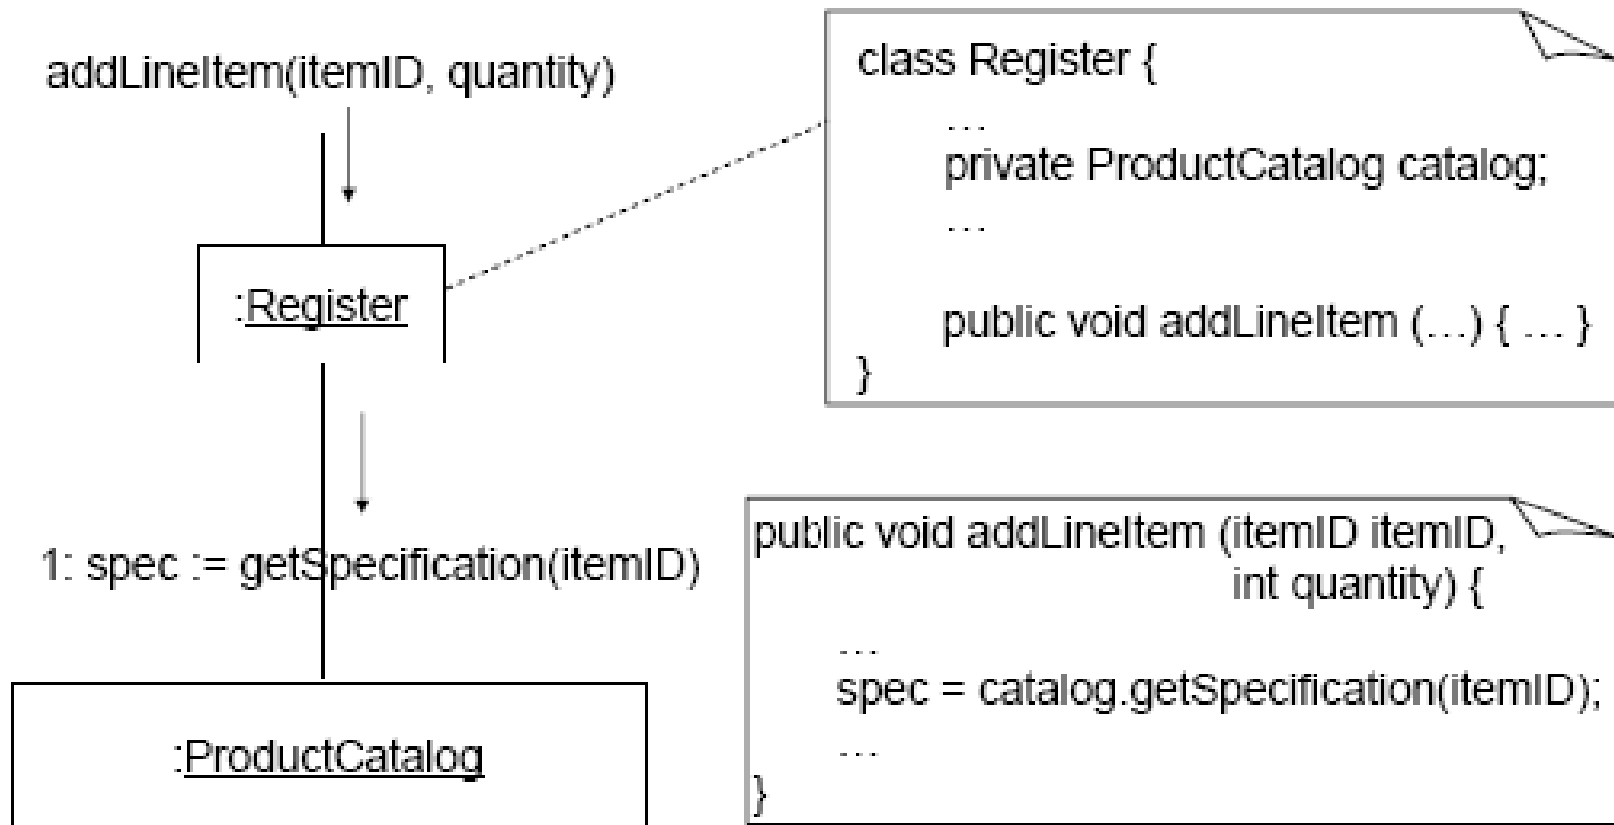 addLineItem(itemID, quantity)
:Register
1: spec := getSpecification(itemID)
:ProductCatalog
class Register {
...
private ProductCatalog catalog;
...
public void addLineItem (...) { ... }
}
public void addLineItem (itemID itemID,
int quantity) {
...
spec = catalog.getSpecification(itemID);
...
}